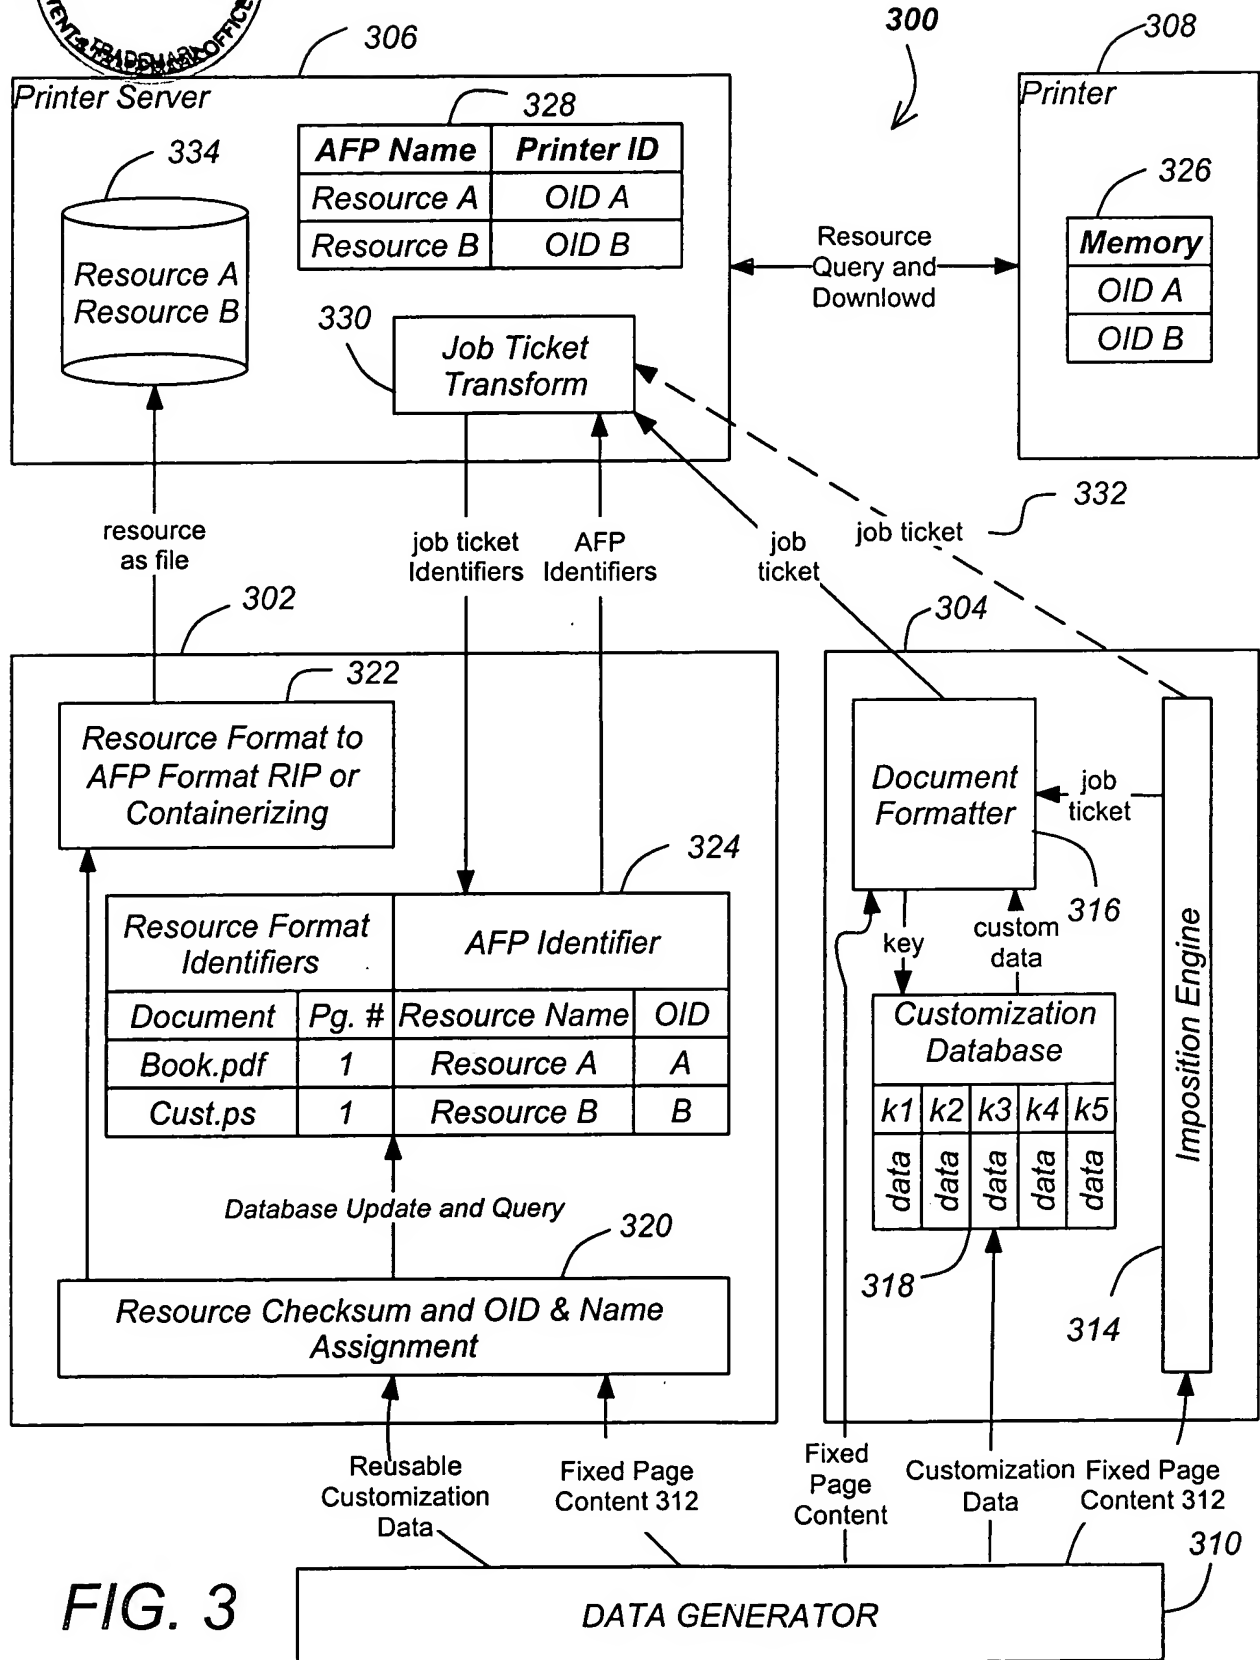 TRADEMARK OFFICE
300
306
308
Printer Server
Printer
328
334
326
AFP Name Printer ID
Resource A OID A
Resource B OID B
Memory
OID A
OID B
Resource A
Resource B
Resource
Query and
Downlowd
330
Job Ticket
Transform
332
resource
as file
job ticket
Identifiers
AFP
Identifiers
job
ticket
job ticket
302
304
322
Resource Format to
AFP Format RIP or
Containerizing
Document
Formatter
job
ticket
316
324
Resource Format
Identifiers
AFP Identifier
Document Pg. # Resource Name OID
Book.pdf 1 Resource A A
Cust.ps 1 Resource B B
key
custom
data
Customization
Database
k1 k2 k3 k4 k5
data data data data data
318
Imposition Engine
314
Database Update and Query
320
Resource Checksum and OID & Name
Assignment
Reusable
Customization
Data
Fixed Page
Content 312
Fixed
Page
Content
Customization
Data
Fixed Page
Content 312
310
FIG. 3
DATA GENERATOR